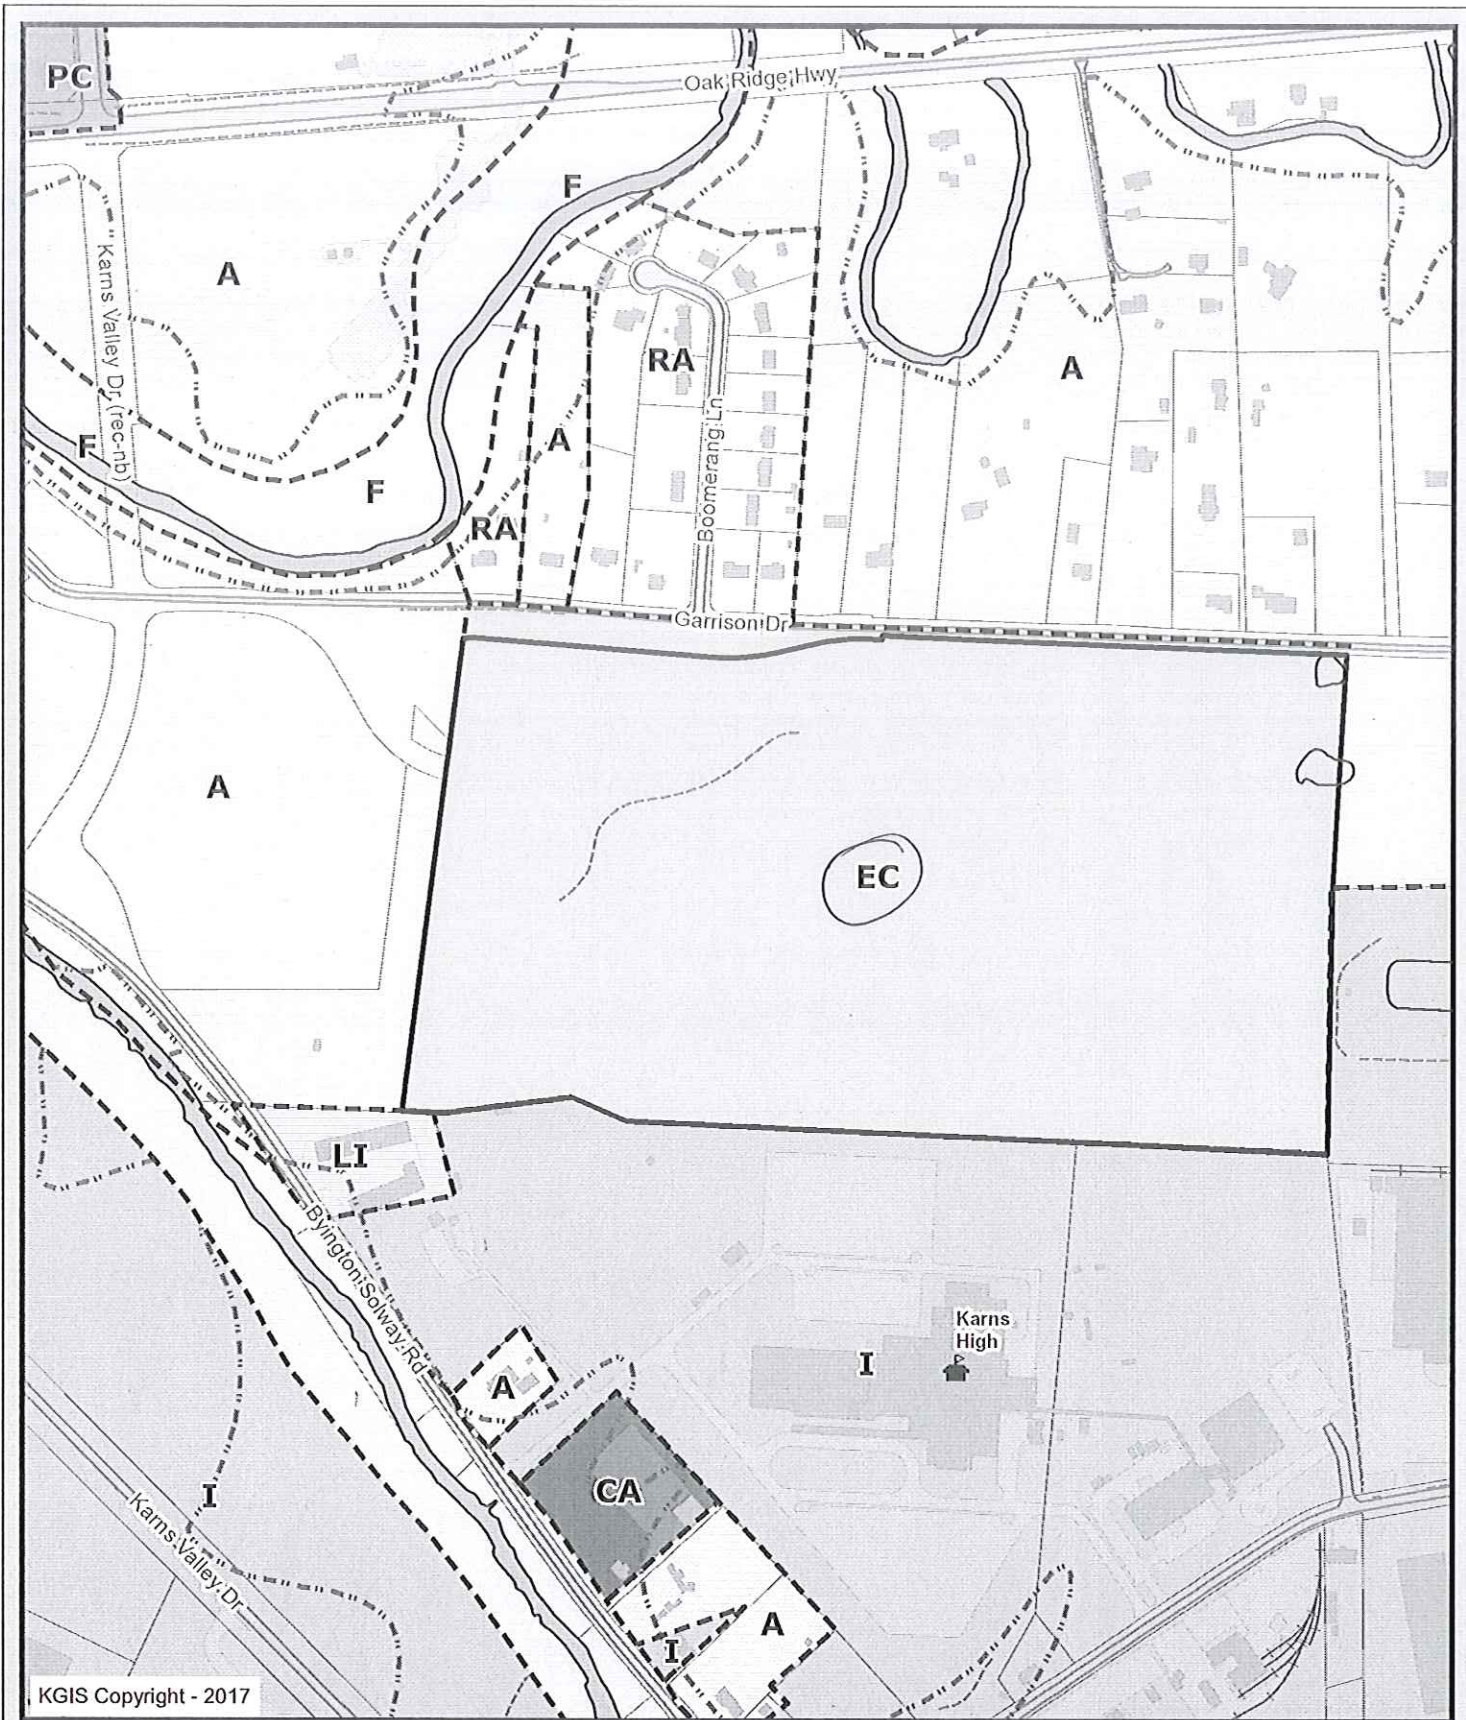 PC
Oak Ridge Hwy
F
A
Karns Valley Dr (rec-nb)
RA
A
A
F
F
RA
Boomerang Ln
Garrison Dr
A
EC
LI
Byington Solway Rd
Karns
High
I
A
CA
I
Karns Valley Dr
A
I
KGIS Copyright - 2017